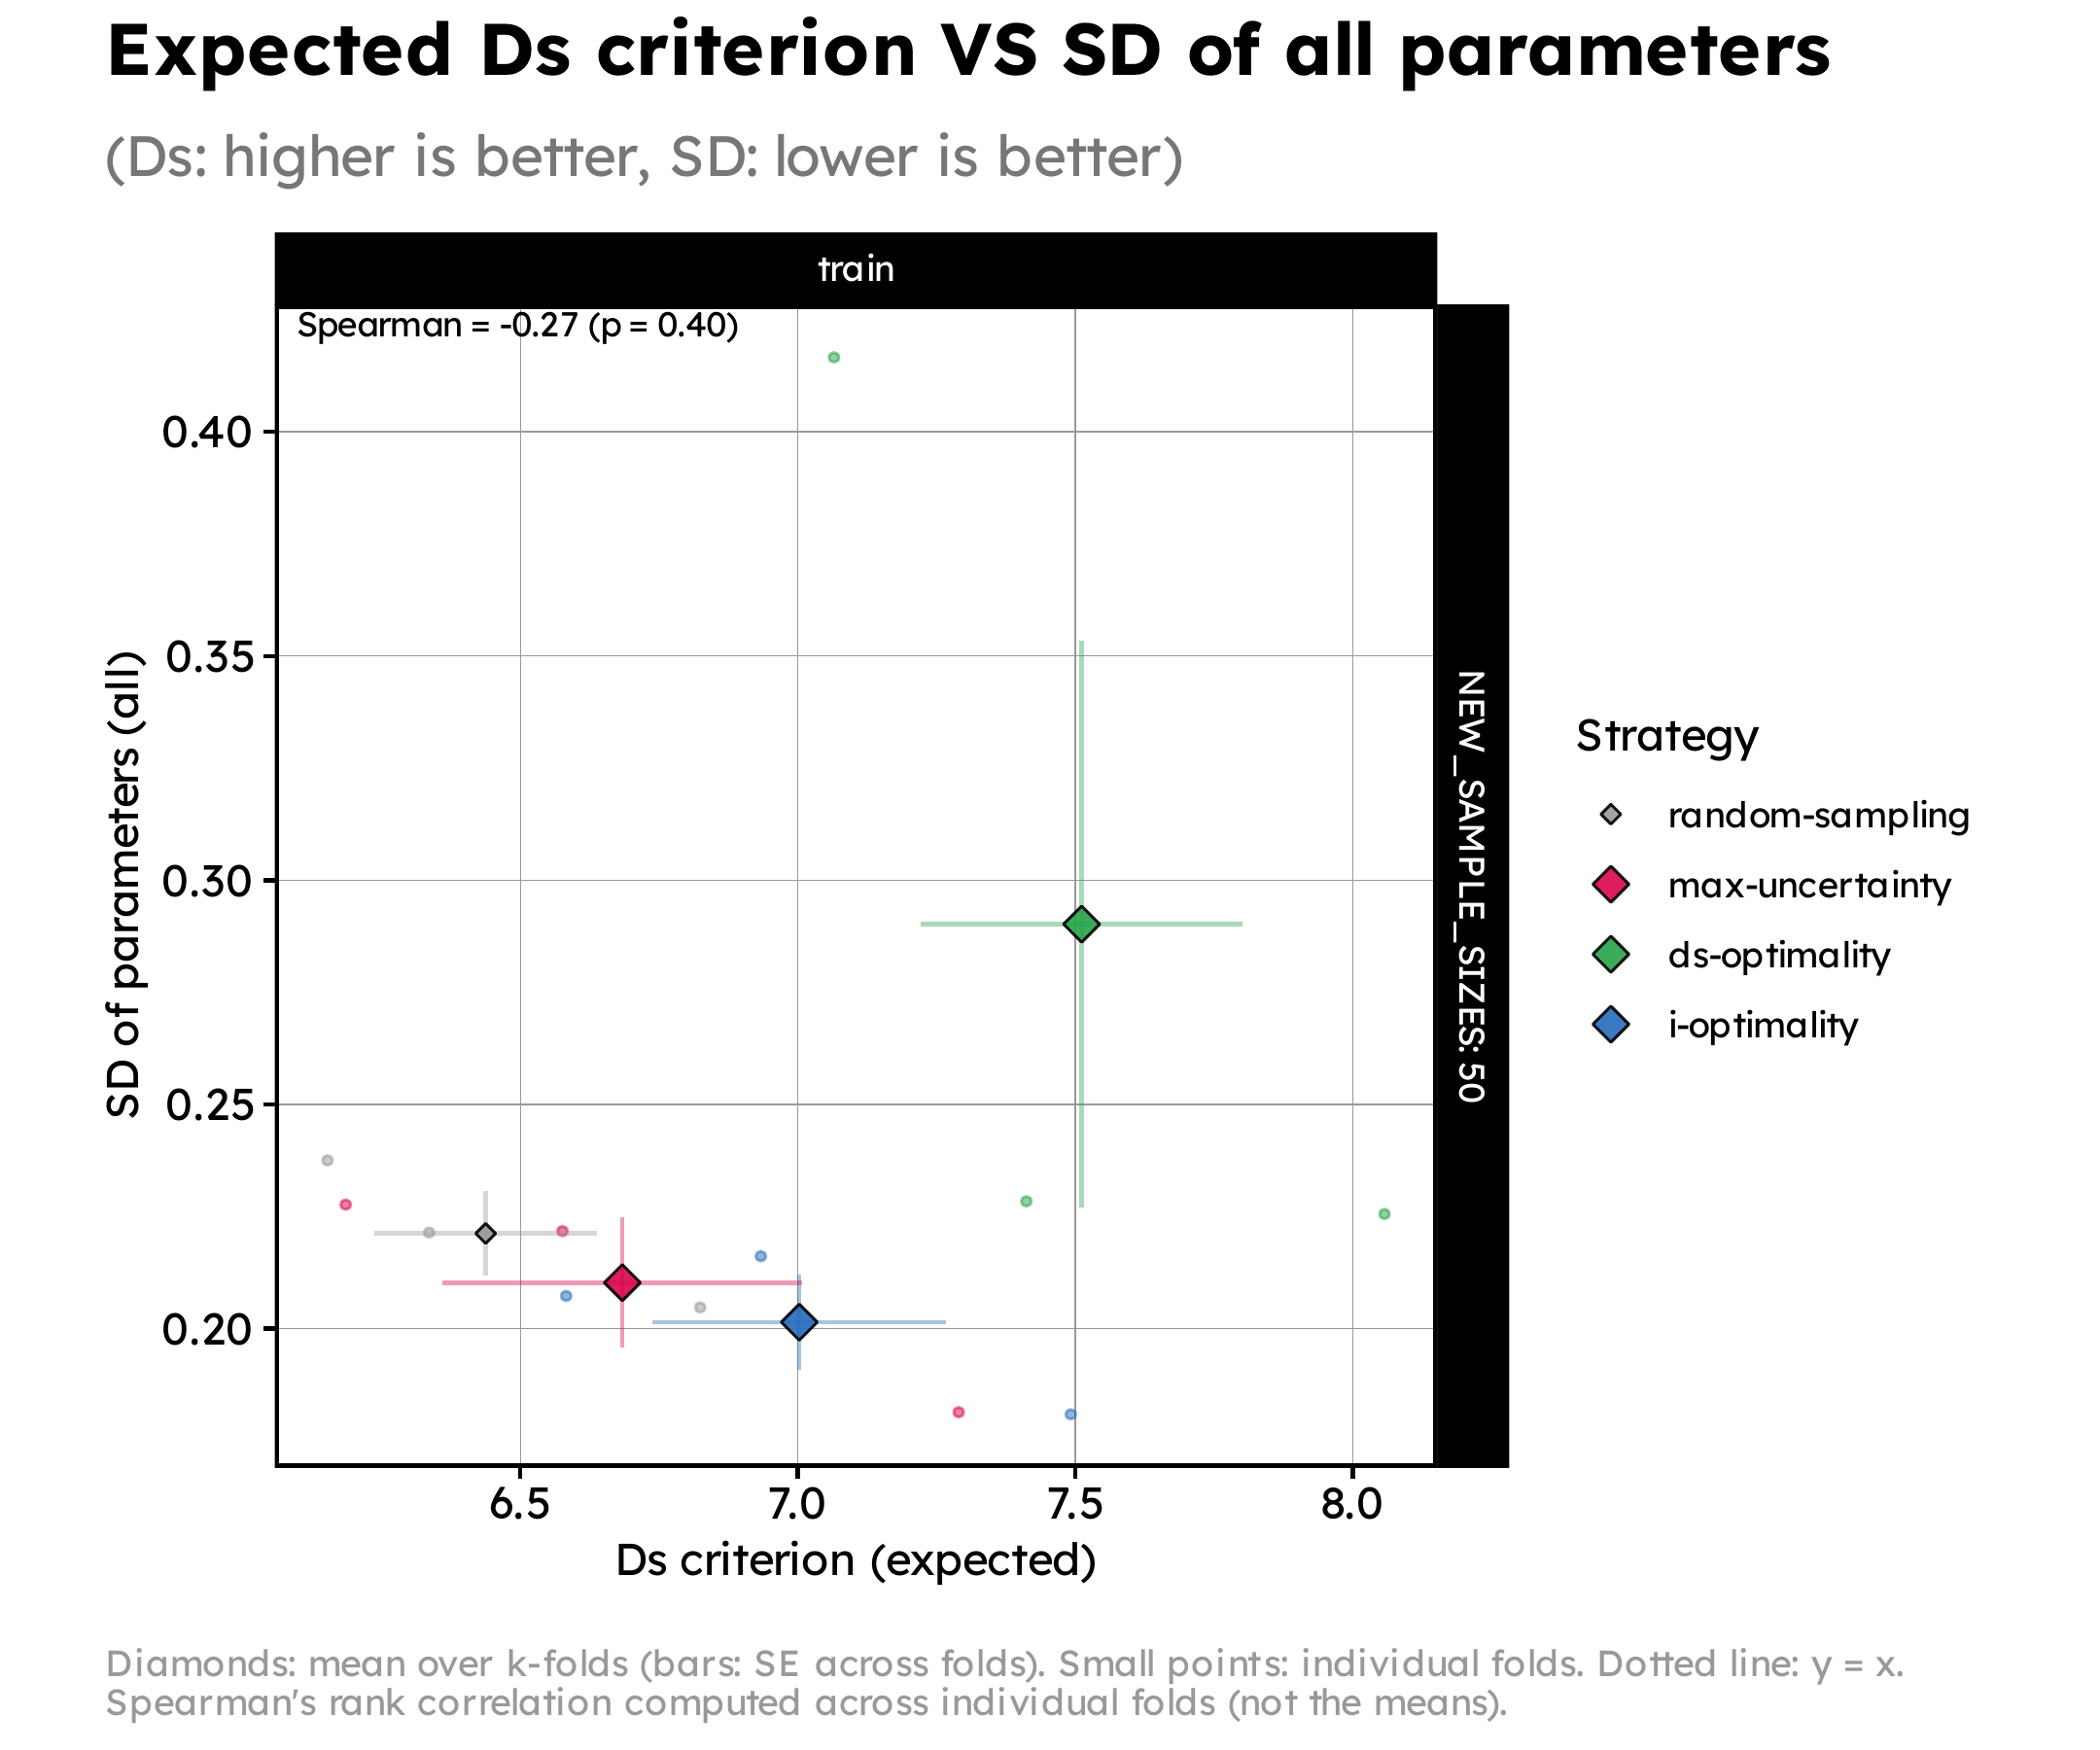 Expected Ds criterion VS SD of all parameters
(Ds: higher is better, SD: lower is better)
train
Spearman = -0.27 (p = 0.40)
0.40
0.35
0.30
0.25
0.20
SD of parameters (all)
NEW_SAMPLE_SIZES: 50
Strategy
random-sampling
max-uncertainty
ds-optimality
i-optimality
6.5
7.0
7.5
8.0
Ds criterion (expected)
Diamonds: mean over k-folds (bars: SE across folds). Small points: individual folds. Dotted line: y = x.
Spearman's rank correlation computed across individual folds (not the means).